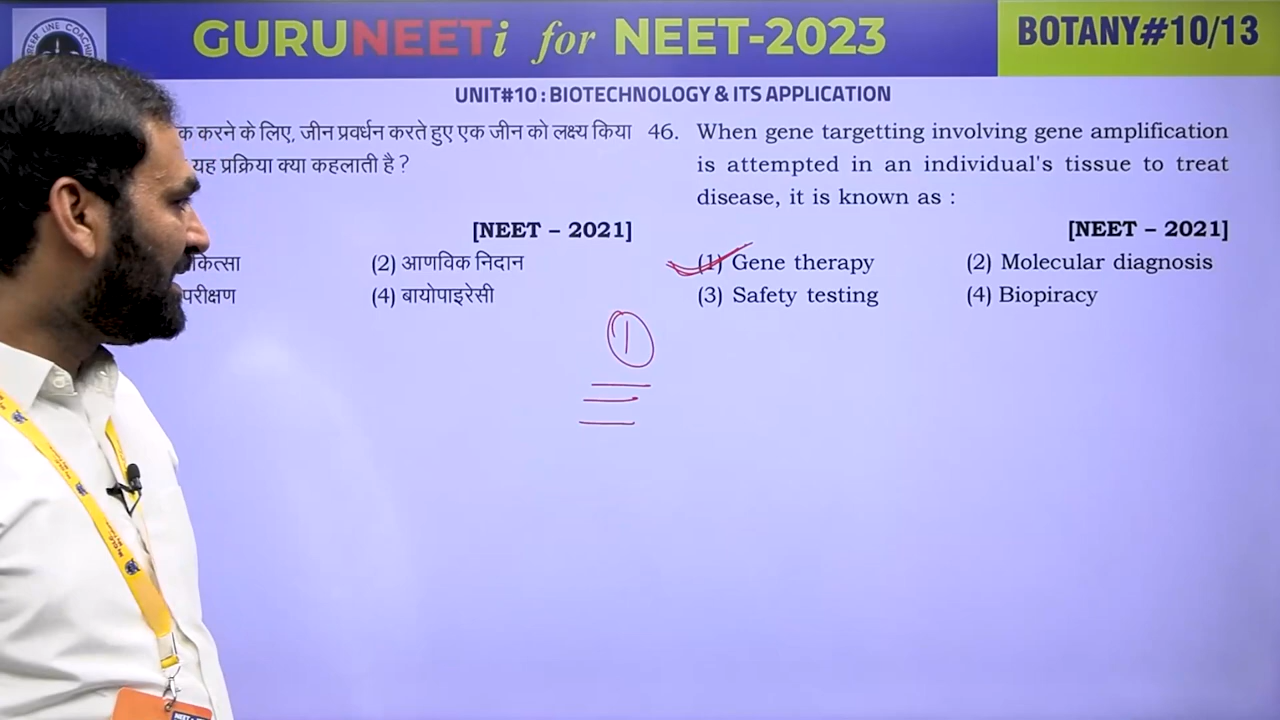 GURUNEETi for NEET-2023
BOTANY#10/13
UNIT#10 : BIOTECHNOLOGY & ITS APPLICATION
करने के लिए, जीन प्रवर्धन करते हुए एक जीन को लक्ष्य किया
यह प्रक्रिया क्या कहलाती है ?
[NEET – 2021]
(2) आणविक निदान
परीक्षण (4) बायोपाइरेसी
46. When gene targetting involving gene amplification
is attempted in an individual's tissue to treat
disease, it is known as :
[NEET – 2021]
(1) Gene therapy (2) Molecular diagnosis
(3) Safety testing (4) Biopiracy
1